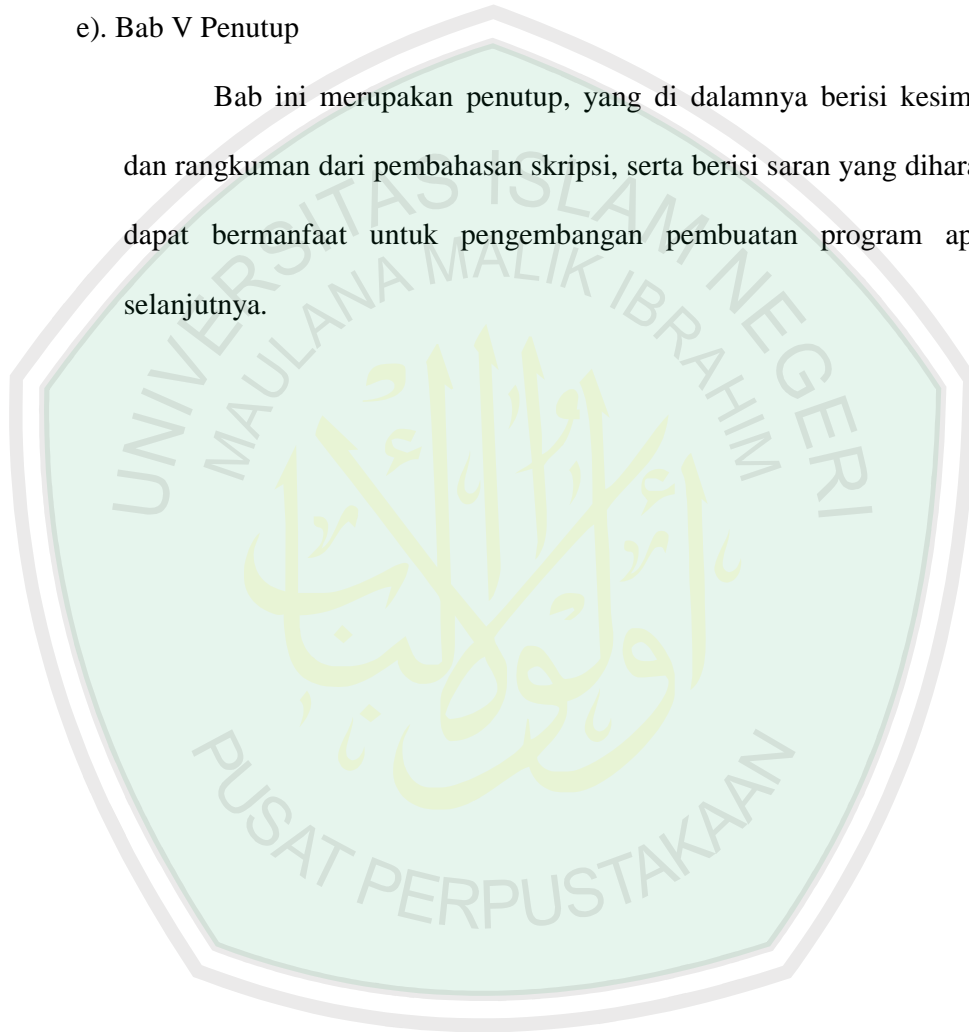 e). Bab V Penutup
Bab ini merupakan penutup, yang di dalamnya berisi kesim
dan rangkuman dari pembahasan skripsi, serta berisi saran yang dihara
dapat bermanfaat untuk pengembangan pembuatan program ap
selanjutnya.
UNIVERSITAS ISLAM NEGERI
MAULANA MALIK IBRAHIM
PUSAT PERPUSTAKAAN